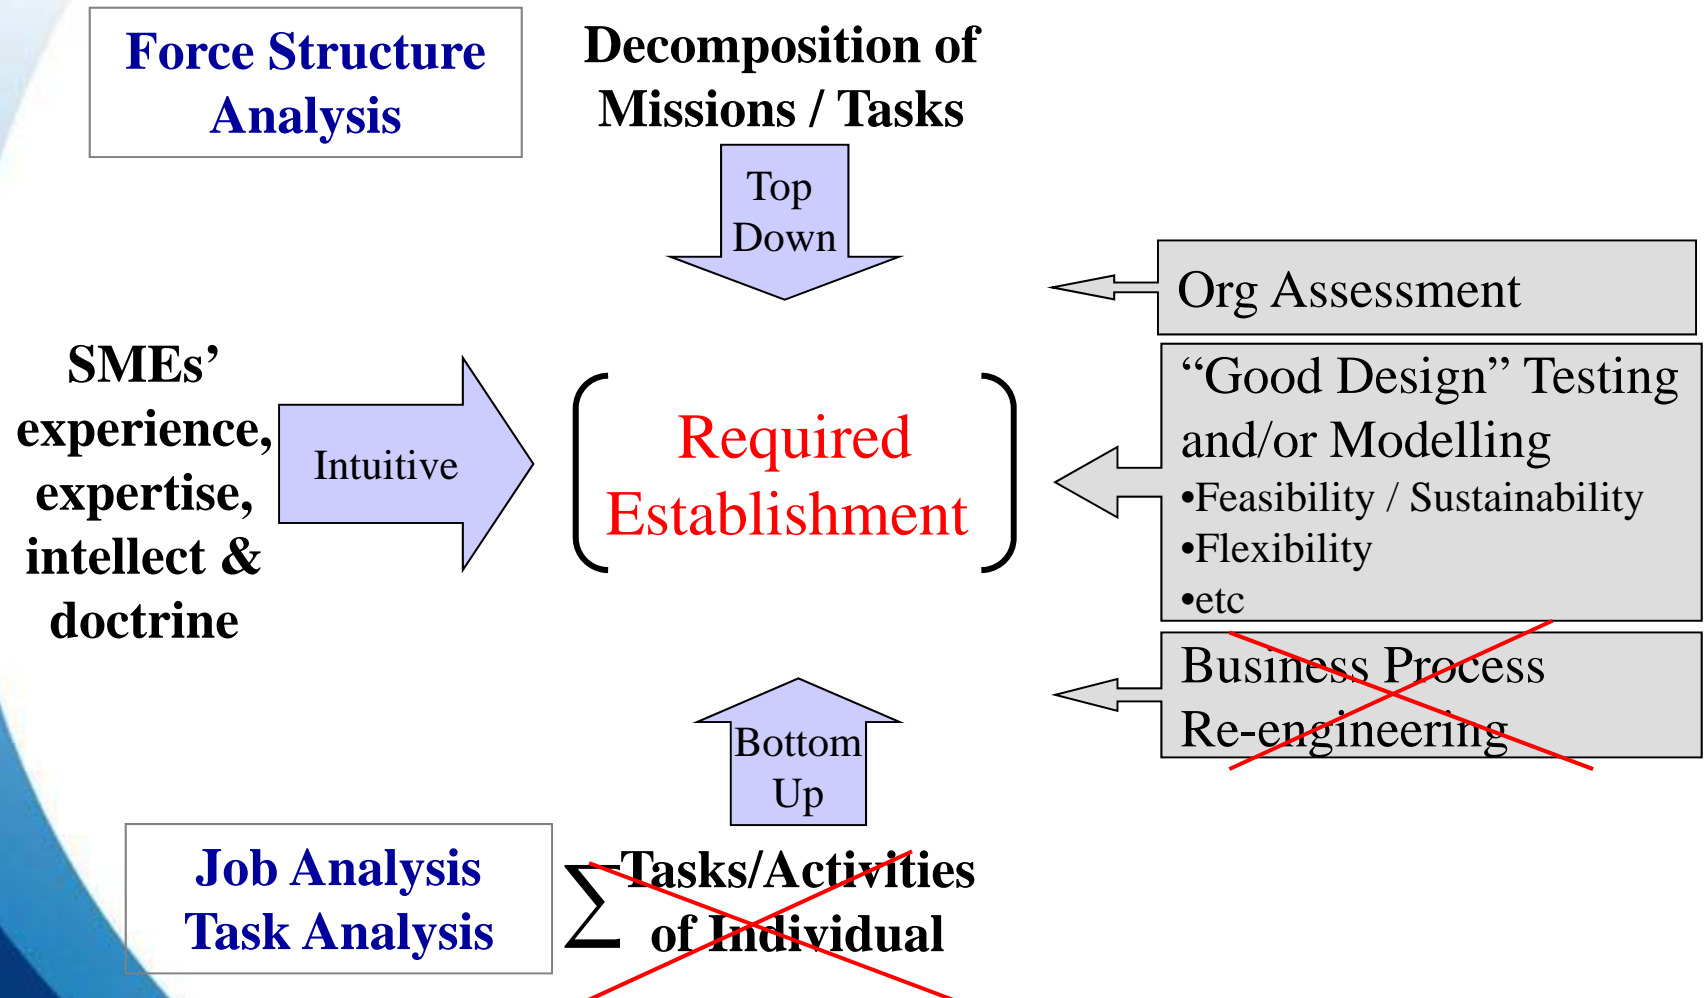 Force Structure
Analysis
Decomposition of
Missions / Tasks
Top
Down
Org Assessment
SMEs’
experience,
expertise,
intellect &
doctrine
Intuitive
Required
Establishment
“Good Design” Testing
and/or Modelling
•Feasibility / Sustainability
•Flexibility
•etc
Business Process
Re-engineering
Bottom
Up
Job Analysis
Task Analysis
∑ Tasks/Activities
of Individual